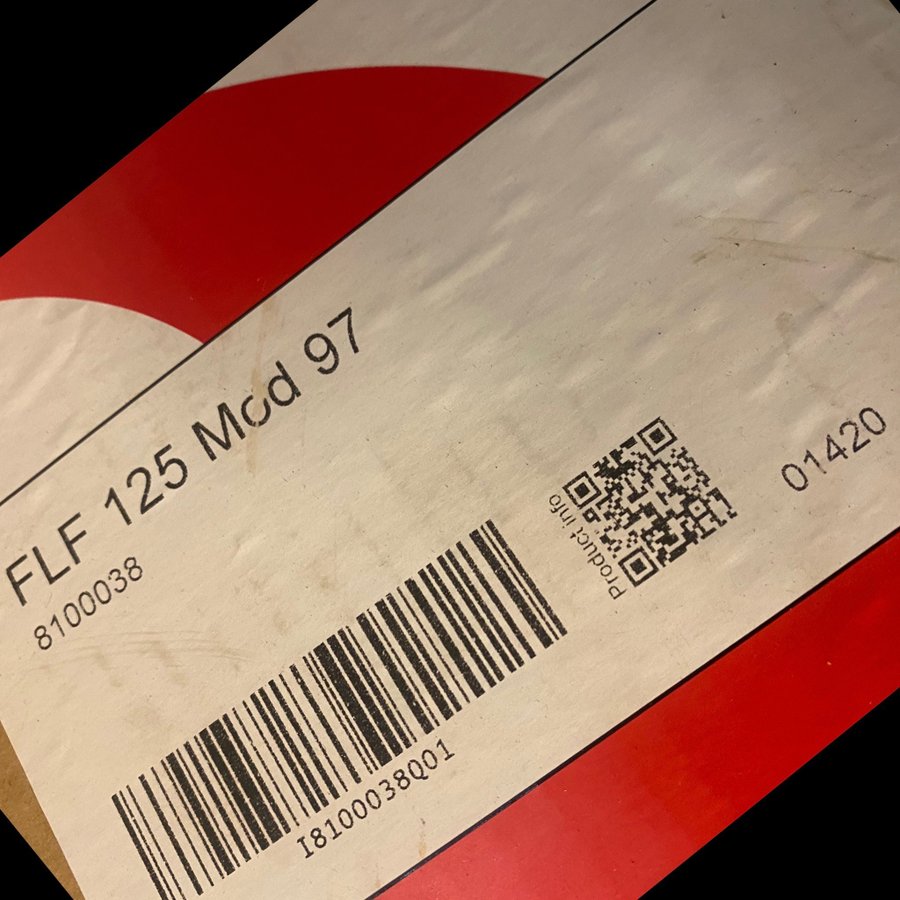 FLF 125 Mod 97
8100038
I8100038Q01
Product info
01420